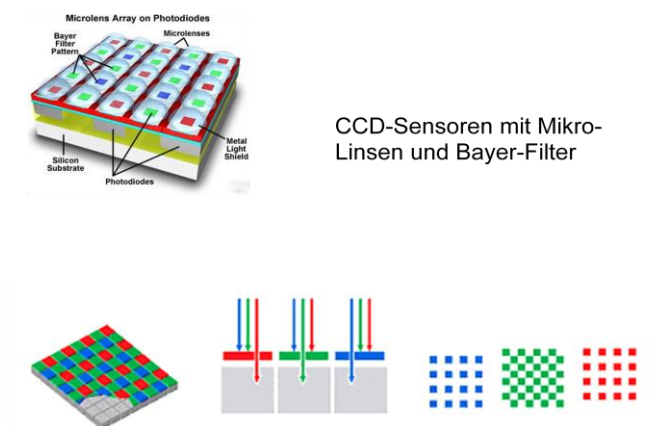 Microlens Array on Photodiodes
Bayer
Filter
Pattern
Microlenses
Metal
Light
Shield
Silicon
Substrate
Photodiodes
CCD-Sensoren mit Mikro-
Linsen und Bayer-Filter